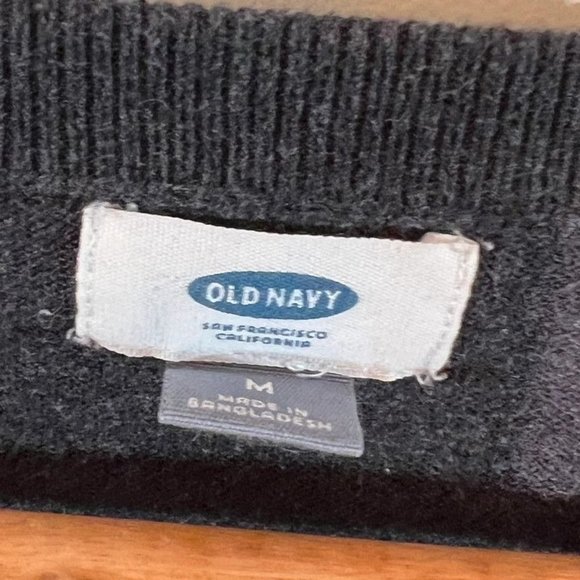 OLD NAVY
SAN FRANCISCO
CALIFORNIA
M
MADE IN
BANGLADESH